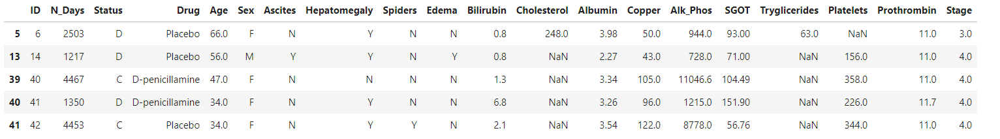 ID N_Days Status Drug Age Sex Ascites Hepatomegaly Spiders Edema Bilirubin Cholesterol Albumin Copper Alk_Phos SGOT Tryglicerides Platelets Prothrombin Stage
5 6 2503 D Placebo 66.0 F N Y N N 0.8 248.0 3.98 50.0 944.0 93.00 63.0 NaN 11.0 3.0
13 14 1217 D Placebo 56.0 M Y Y N Y 0.8 NaN 2.27 43.0 728.0 71.00 NaN 156.0 11.0 4.0
39 40 4467 C D-penicillamine 47.0 F N N N N 1.3 NaN 3.34 105.0 11046.6 104.49 NaN 358.0 11.0 4.0
40 41 1350 D D-penicillamine 34.0 F N Y N N 6.8 NaN 3.26 96.0 1215.0 151.90 NaN 226.0 11.7 4.0
41 42 4453 C Placebo 34.0 F N Y Y N 2.1 NaN 3.54 122.0 8778.0 56.76 NaN 344.0 11.0 4.0